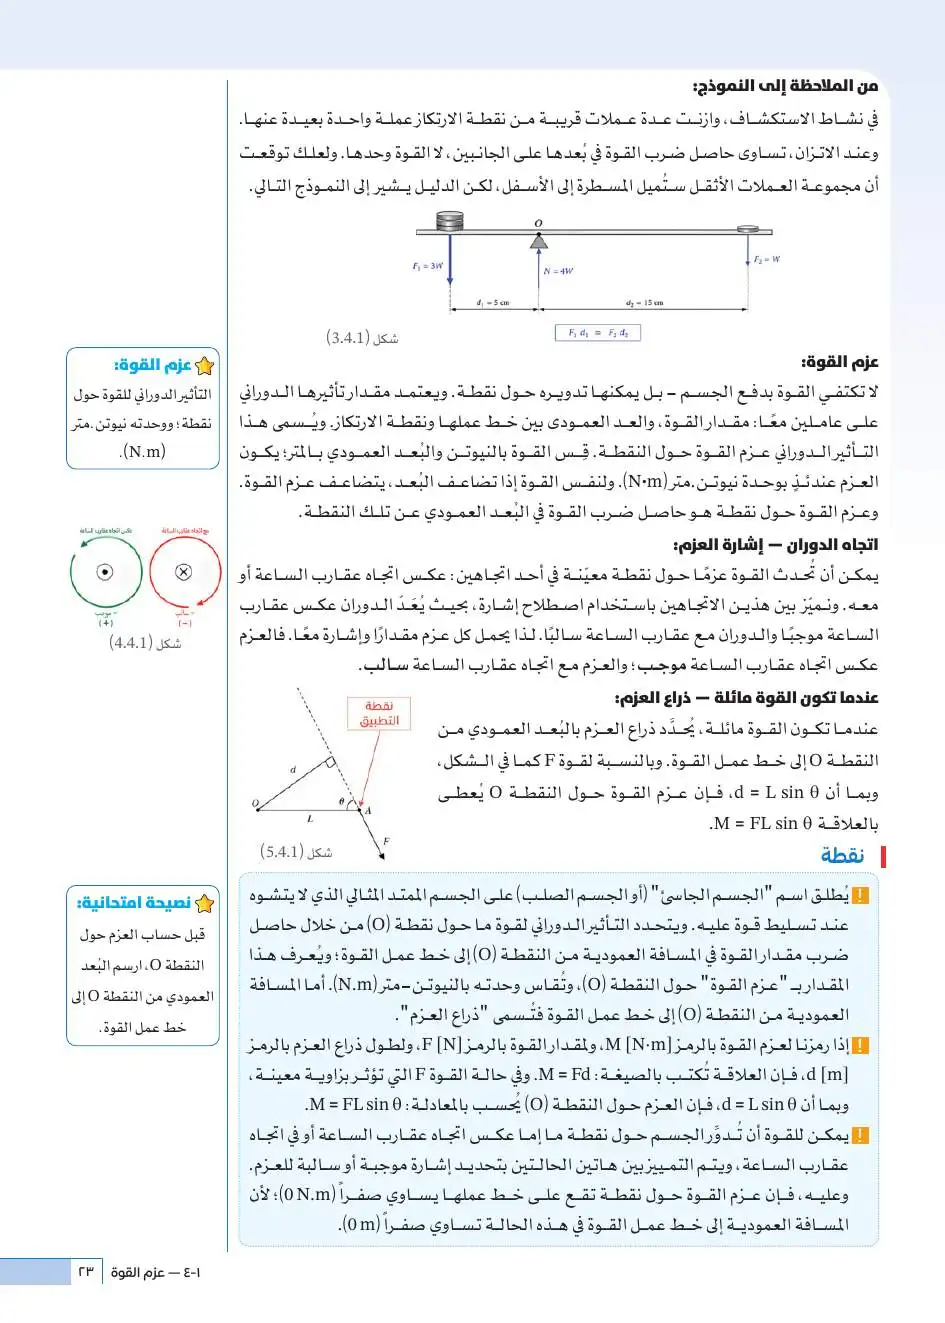 من الملاحظة إلى النموذج:
في نشاط الاستكشاف، وازنت عدة عملات قريبة من نقطة الارتكاز عملة واحدة بعيدة عنها.
وعند الاتزان، تساوى حاصل ضرب القوة في بُعدها على الجانبين، لا القوة وحدها. ولعلك توقعت
أن مجموعة العملات الأثقل ستُميل المسطرة إلى الأسفل، لكن الدليل يشير إلى النموذج التالي.
O
F₁ = 3W
N = 4W
F₂ = W
d₁ = 5 cm
d₂ = 15 cm
F₁ d₁ = F₂ d₂
شكل (3.4.1)
عزم القوة:
لا تكتفي القوة بدفع الجسم – بل يمكنها تدويره حول نقطة. ويعتمد مقدار تأثيرها الدوراني
على عاملين معًا: مقدار القوة، والعد العمودى بين خط عملها ونقطة الارتكاز. ويُسمى هذا
التأثير الدوراني عزم القوة حول النقطة. قِس القوة بالنيوتن والبُعد العمودي بالمتر؛ يكون
العزم عندئذٍ بوحدة نيوتن.متر (N•m). ولنفس القوة إذا تضاعف البُعد، يتضاعف عزم القوة.
وعزم القوة حول نقطة هو حاصل ضرب القوة في البُعد العمودي عن تلك النقطة.
عزم القوة:
التأثير الدوراني للقوة حول
نقطة؛ ووحدته نيوتن.متر
(N.m).
اتجاه الدوران — إشارة العزم:
يمكن أن تُحدث القوة عزمًا حول نقطة معيّنة في أحد اتجاهين: عكس اتجاه عقارب الساعة أو
معه. ونميّز بين هذين الاتجاهين باستخدام اصطلاح إشارة، بحيث يُعَدّ الدوران عكس عقارب
الساعة موجبًا والدوران مع عقارب الساعة سالبًا. لذا يحمل كل عزم مقدارًا وإشارة معًا. فالعزم
عكس اتجاه عقارب الساعة موجب؛ والعزم مع اتجاه عقارب الساعة سالب.
مع اتجاه عقارب الساعة
= سالب
(−)
عكس اتجاه عقارب الساعة
= موجب
(+)
شكل (4.4.1)
عندما تكون القوة مائلة — ذراع العزم:
عندما تكون القوة مائلة، يُحدَّد ذراع العزم بالبُعد العمودي من
النقطة O إلى خط عمل القوة. وبالنسبة لقوة F كما في الشكل،
وبما أن d = L sin θ، فإن عزم القوة حول النقطة O يُعطى
بالعلاقة M = FL sin θ.
نقطة
التطبيق
d
O
θ
A
L
F
شكل (5.4.1)
نقطة
يُطلق اسم "الجسم الجاسئ" (أو الجسم الصلب) على الجسم الممتد المثالي الذي لا يتشوه
عند تسليط قوة عليه. ويتحدد التأثير الدوراني لقوة ما حول نقطة (O) من خلال حاصل
ضرب مقدار القوة في المسافة العمودية من النقطة (O) إلى خط عمل القوة؛ ويُعرف هذا
المقدار بـ "عزم القوة" حول النقطة (O)، وتُقاس وحدته بالنيوتن–متر (N.m). أما المسافة
العمودية من النقطة (O) إلى خط عمل القوة فتُسمى "ذراع العزم".
إذا رمزنا لعزم القوة بالرمز M [N·m]، ولمقدار القوة بالرمز F [N]، ولطول ذراع العزم بالرمز
d [m]، فإن العلاقة تُكتب بالصيغة: M = Fd. وفي حالة القوة F التي تؤثر بزاوية معينة،
وبما أن d = L sin θ، فإن العزم حول النقطة (O) يُحسب بالمعادلة: M = FL sin θ.
يمكن للقوة أن تُدوِّر الجسم حول نقطة ما إما عكس اتجاه عقارب الساعة أو في اتجاه
عقارب الساعة، ويتم التمييز بين هاتين الحالتين بتحديد إشارة موجبة أو سالبة للعزم.
وعليه، فإن عزم القوة حول نقطة تقع على خط عملها يساوي صفراً (0 N.m)؛ لأن
المسافة العمودية إلى خط عمل القوة في هذه الحالة تساوي صفراً (0 m).
نصيحة امتحانية:
قبل حساب العزم حول
النقطة O، ارسم البُعد
العمودي من النقطة O إلى
خط عمل القوة.
٤-١ — عزم القوة
٢٣